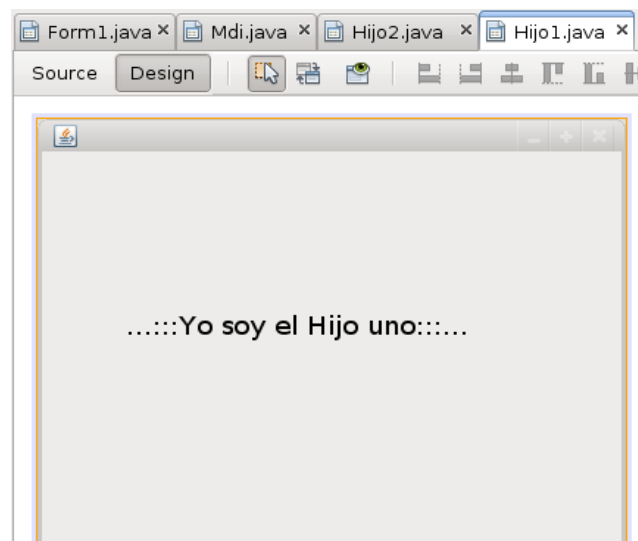 Form1.java Mdi.java Hijo2.java Hijo1.java
Source Design
...:::Yo soy el Hijo uno:::...